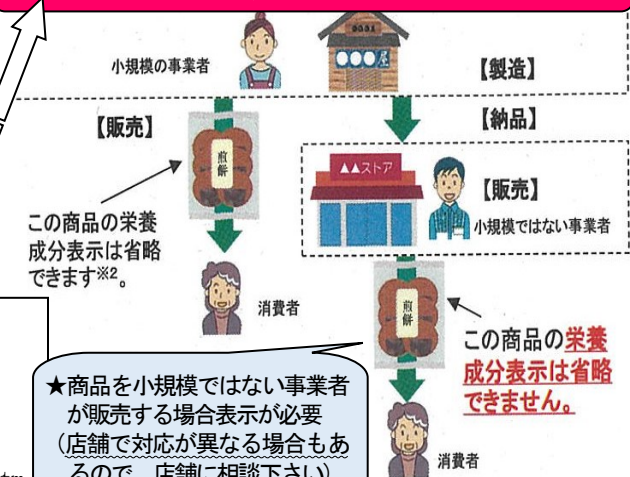 小規模の事業者
【製造】
【販売】
【納品】
煎餅
▲▲ストア
【販売】
小規模ではない事業者
この商品の栄養
成分表示は省略
できます※2。
消費者
煎餅
この商品の栄養
成分表示は省略
できません。
★商品を小規模ではない事業者
が販売する場合表示が必要
（店舗で対応が異なる場合もあ
るので、店舗に相談下さい）
消費者